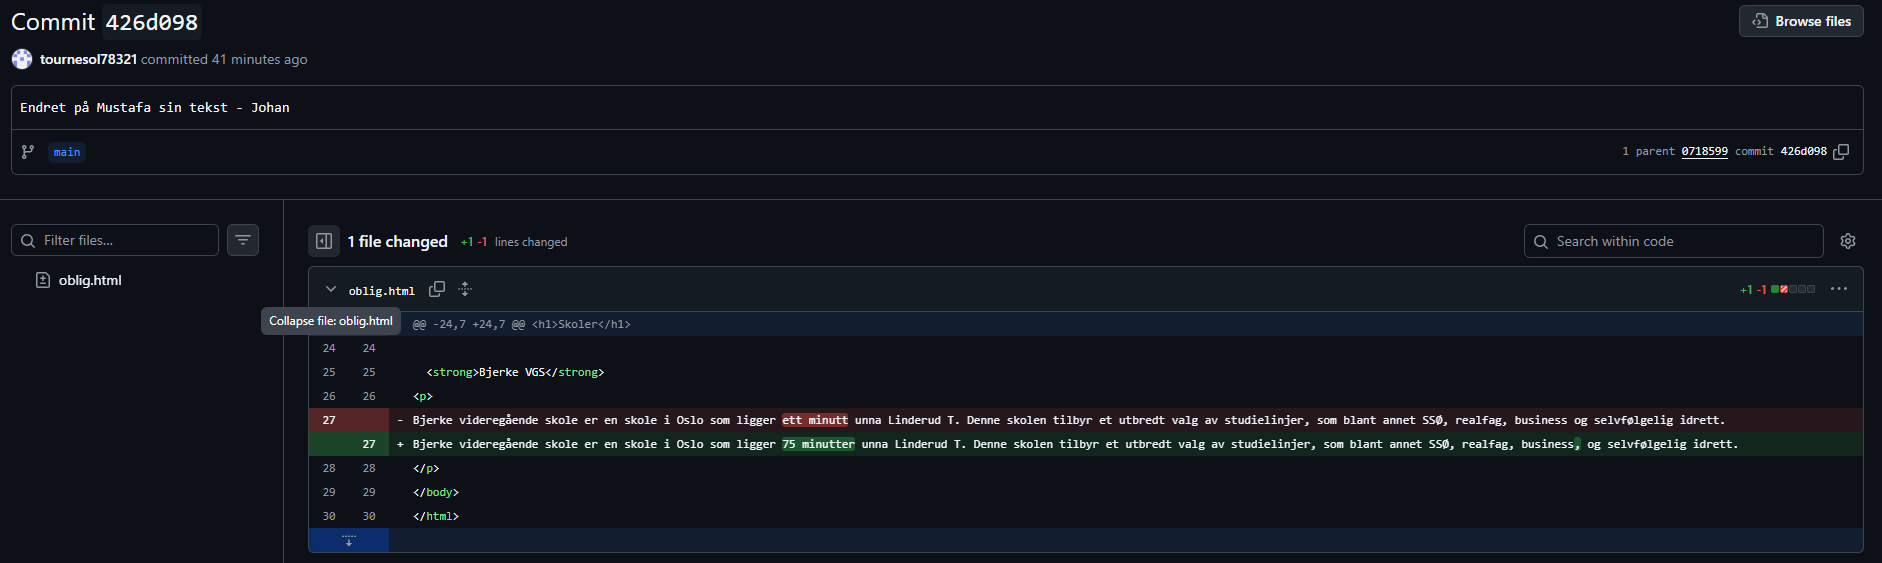 Commit 426d098
Browse files
tournesol78321 committed 41 minutes ago
Endret på Mustafa sin tekst - Johan
main
1 parent 0718599 commit 426d098
Filter files...
1 file changed +1 -1 lines changed
Search within code
oblig.html
oblig.html
+1 -1
Collapse file: oblig.html
@@ -24,7 +24,7 @@ <h1>Skoler</h1>
24 24
25 25 <strong>Bjerke VGS</strong>
26 26 <p>
27 - Bjerke videregående skole er en skole i Oslo som ligger ett minutt unna Linderud T. Denne skolen tilbyr et utbredt valg av studielinjer, som blant annet SSØ, realfag, business og selvfølgelig idrett.
27 + Bjerke videregående skole er en skole i Oslo som ligger 75 minutter unna Linderud T. Denne skolen tilbyr et utbredt valg av studielinjer, som blant annet SSØ, realfag, business, og selvfølgelig idrett.
28 28 </p>
29 29 </body>
30 30 </html>